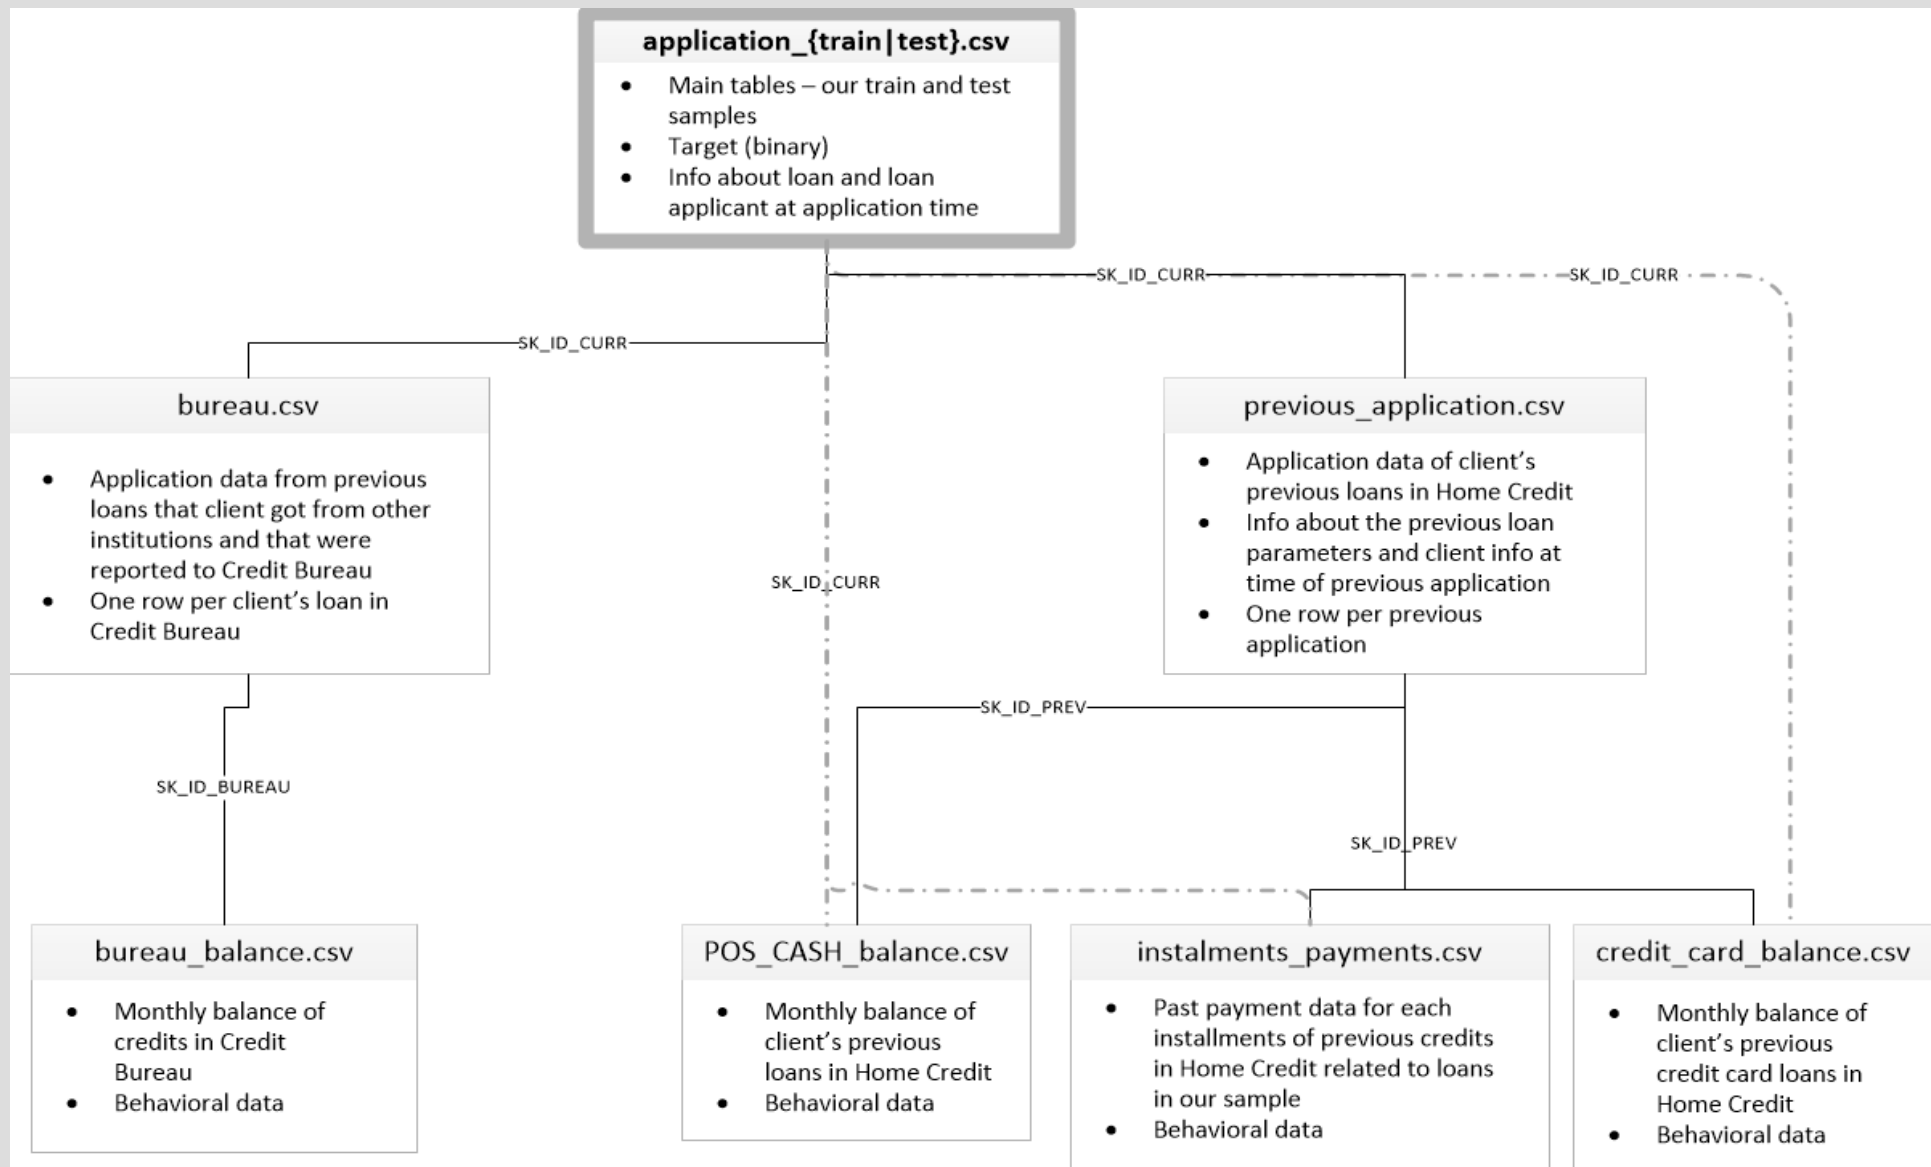 application_{train|test}.csv
• Main tables – our train and test
samples
• Target (binary)
• Info about loan and loan
applicant at application time
SK_ID_CURR
SK_ID_CURR
SK_ID_CURR
bureau.csv
• Application data from previous
loans that client got from other
institutions and that were
reported to Credit Bureau
• One row per client's loan in
Credit Bureau
previous_application.csv
• Application data of client's
previous loans in Home Credit
• Info about the previous loan
parameters and client info at
time of previous application
• One row per previous
application
SK_ID_CURR
SK_ID_PREV
SK_ID_BUREAU
SK_ID_PREV
bureau_balance.csv
• Monthly balance of
credits in Credit
Bureau
• Behavioral data
POS_CASH_balance.csv
• Monthly balance of
client's previous
loans in Home Credit
• Behavioral data
instalments_payments.csv
• Past payment data for each
installments of previous credits
in Home Credit related to loans
in our sample
• Behavioral data
credit_card_balance.csv
• Monthly balance of
client's previous
credit card loans in
Home Credit
• Behavioral data